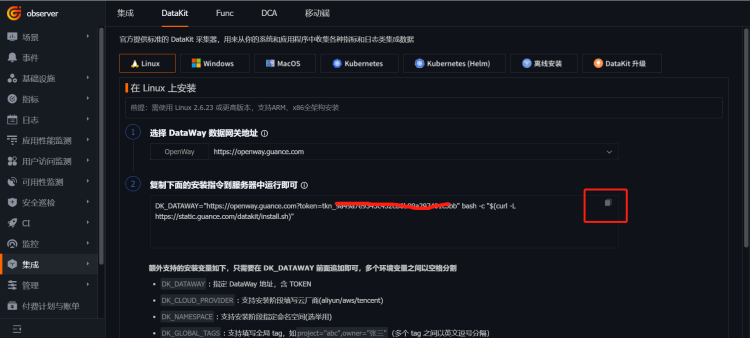 observer
集成
DataKit
Func
DCA
移动端
场景
事件
基础设施
指标
日志
应用性能监测
用户访问监测
可用性监测
安全巡检
CI
监控
集成
管理
付费计划与账单
官方提供标准的 DataKit 采集器，用来从你的系统和应用程序中收集各种指标和日志类集成数据
Linux
Windows
MacOS
Kubernetes
Kubernetes (Helm)
离线安装
DataKit 升级
在 Linux 上安装
前提：需使用 Linux 2.6.23 或更高版本，支持ARM、x86全架构安装
1 选择 DataWay 数据网关地址
OpenWay https://openway.guance.com
2 复制下面的安装指令到服务器中运行即可
DK_DATAWAY="https://openway.guance.com?token=tkn_ bash -c "$(curl -L
https://static.guance.com/datakit/install.sh)"
额外支持的安装变量如下，只需要在 DK_DATAWAY 前面追加即可，多个环境变量之间以空格分割
DK_DATAWAY：指定 DataWay 地址，含 TOKEN
DK_CLOUD_PROVIDER：支持安装阶段填写云厂商(aliyun/aws/tencent)
DK_NAMESPACE：支持安装阶段指定命名空间(选举用)
DK_GLOBAL_TAGS：支持填写全局 tag，如project="abc",owner="张三"（多个 tag 之间以英文逗号分隔）